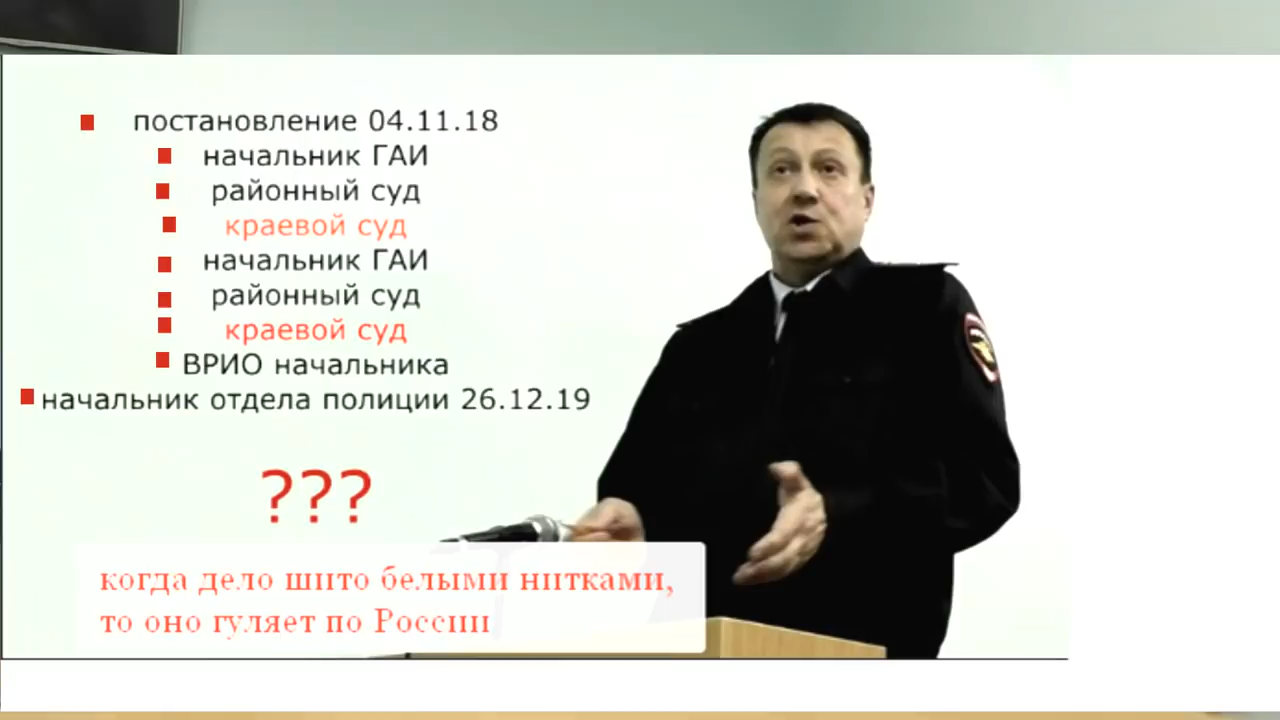 постановление 04.11.18
начальник ГАИ
районный суд
краевой суд
начальник ГАИ
районный суд
краевой суд
ВРИО начальника
начальник отдела полиции 26.12.19
???
когда дело шито белыми нитками,
то оно гуляет по России